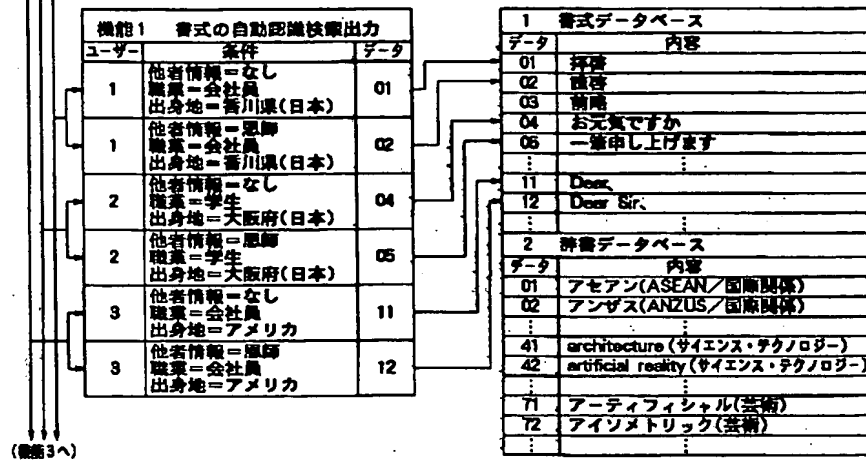 機能1 書式の自動認識検索出力
ユーザー 条件 データ
1 他者情報=なし 01
職業=会社員
出身地=香川県(日本)
1 他者情報=恩師 02
職業=会社員
出身地=香川県(日本)
2 他者情報=なし 04
職業=学生
出身地=大阪府(日本)
2 他者情報=恩師 05
職業=学生
出身地=大阪府(日本)
3 他者情報=なし 11
職業=会社員
出身地=アメリカ
3 他者情報=恩師 12
職業=会社員
出身地=アメリカ
(機能3へ)
1 書式データベース
データ 内容
01 拝啓
02 謹啓
03 前略
04 お元気ですか
05 一筆申し上げます
⋮
11 Dear、
12 Dear Sir、
⋮
2 辞書データベース
データ 内容
01 アセアン(ASEAN/国際関係)
02 アンザス(ANZUS/国際関係)
⋮
41 architecture(サイエンス・テクノロジー)
42 artificial reality(サイエンス・テクノロジー)
⋮
71 アーティフィシャル(芸術)
72 アイソメトリック(芸術)
⋮